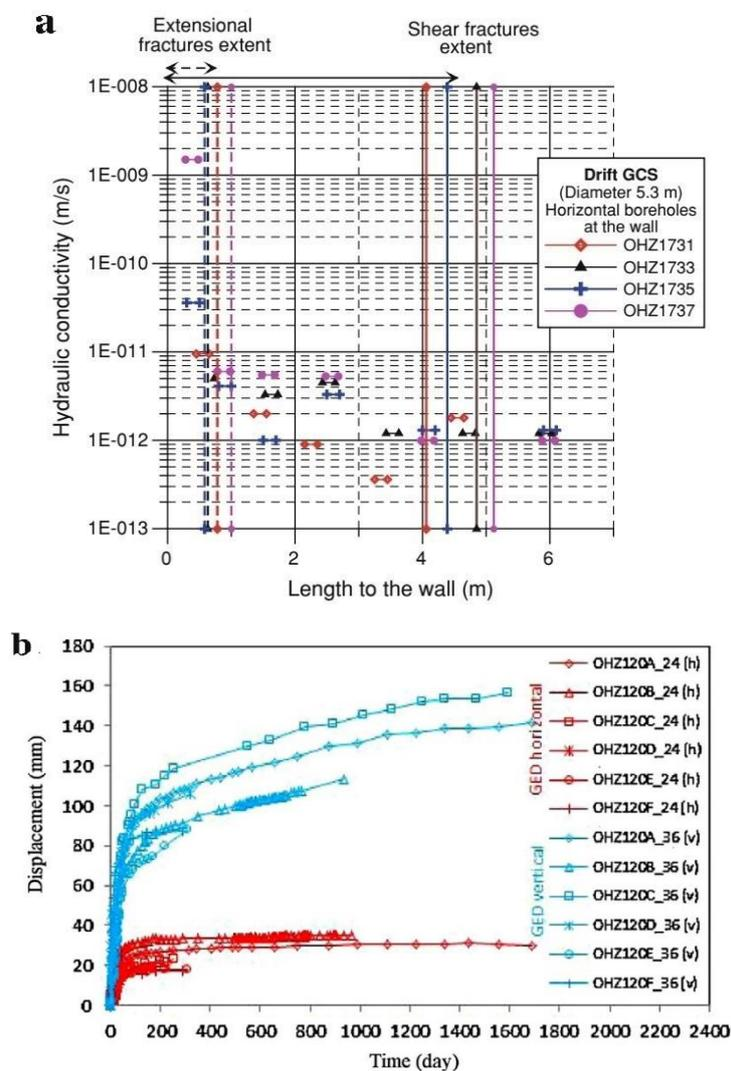 a
Extensional
fractures extent
Shear fractures
extent
1E-008
1E-009
1E-010
1E-011
1E-012
1E-013
Hydraulic conductivity (m/s)
0 2 4 6
Length to the wall (m)
Drift GCS
(Diameter 5.3 m)
Horizontal boreholes
at the wall
OHZ1731
OHZ1733
OHZ1735
OHZ1737
b
180
160
140
120
100
80
60
40
20
0
Displacement (mm)
0 200 400 600 800 1000 1200 1400 1600 1800 2000 2200 2400
Time (day)
GED horizontal
OHZ120A_24 (h)
OHZ120B_24 (h)
OHZ120C_24 (h)
OHZ120D_24 (h)
OHZ120E_24 (h)
OHZ120F_24 (h)
GED vertical
OHZ120A_36 (v)
OHZ120B_36 (v)
OHZ120C_36 (v)
OHZ120D_36 (v)
OHZ120E_36 (v)
OHZ120F_36 (v)